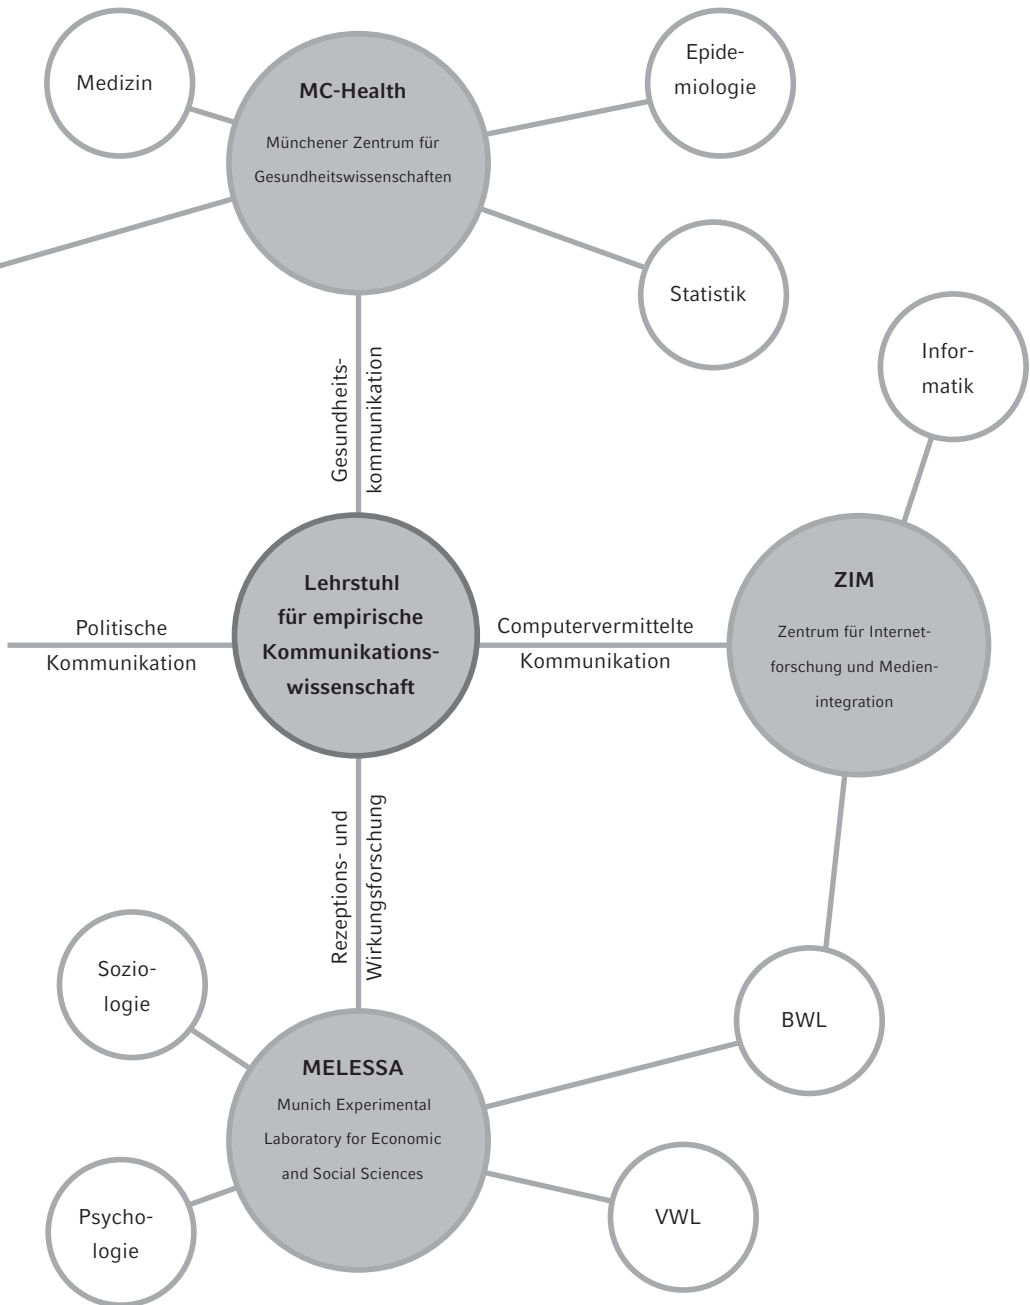 Medizin
MC-Health
Münchener Zentrum für
Gesundheitswissenschaften
Epide-
miologie
Statistik
Infor-
matik
Gesundheits-
kommunikation
Lehrstuhl
für empirische
Kommunikations-
wissenschaft
Politische
Kommunikation
Computervermittelte
Kommunikation
ZIM
Zentrum für Internet-
forschung und Medien-
integration
Rezeptions- und
Wirkungsforschung
Sozio-
logie
MELESSA
Munich Experimental
Laboratory for Economic
and Social Sciences
BWL
Psycho-
logie
VWL